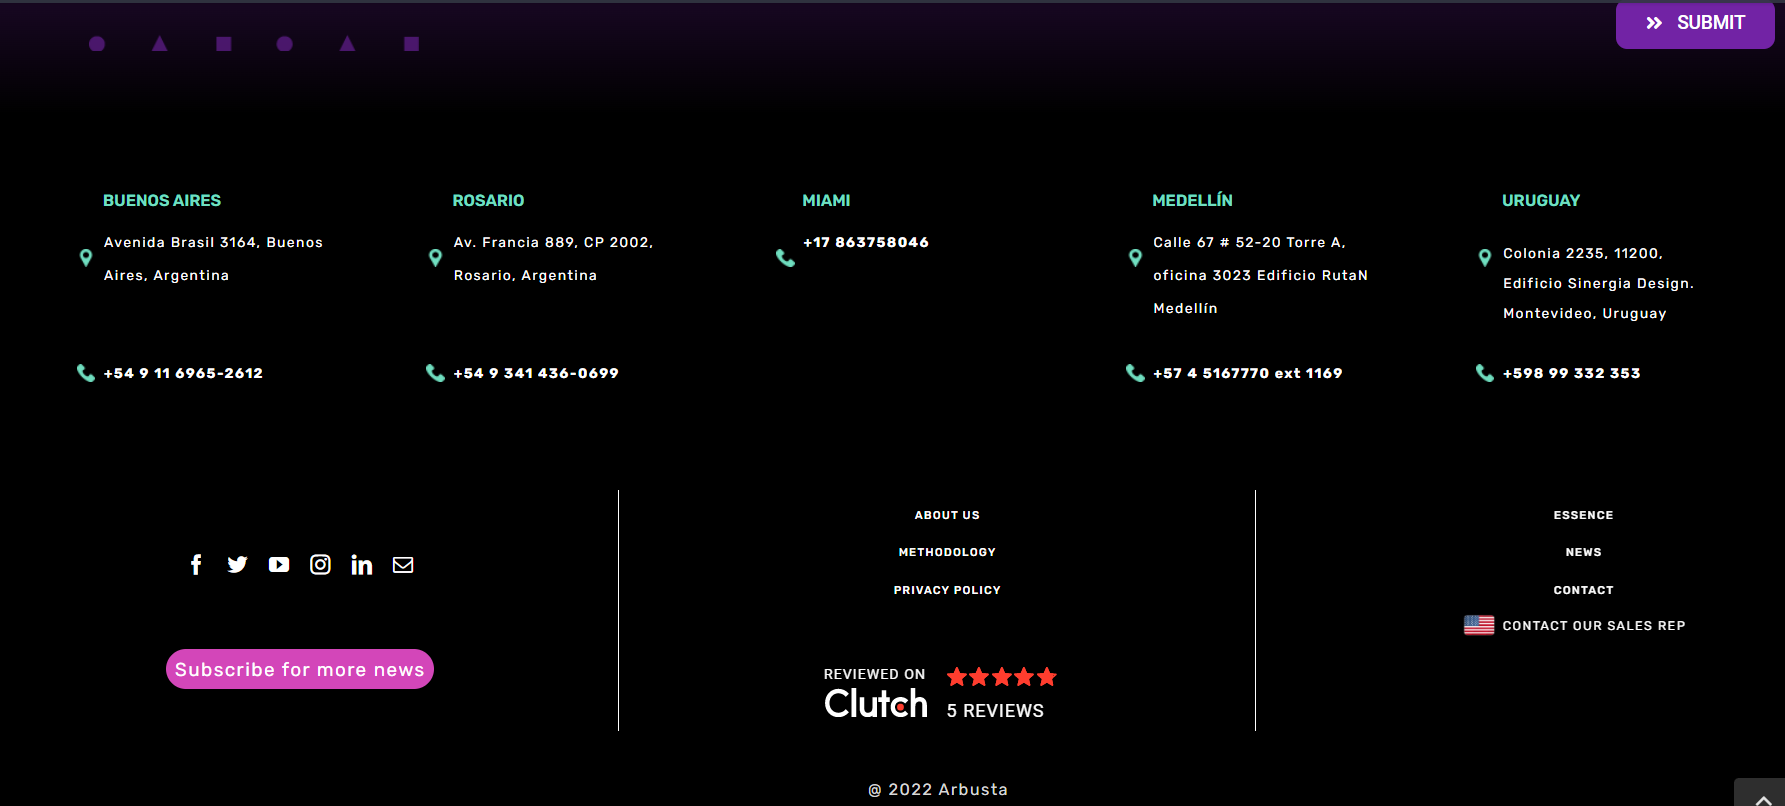 SUBMIT
BUENOS AIRES
Avenida Brasil 3164, Buenos
Aires, Argentina
+54 9 11 6965-2612
ROSARIO
Av. Francia 889, CP 2002,
Rosario, Argentina
+54 9 341 436-0699
MIAMI
+17 863758046
MEDELLÍN
Calle 67 # 52-20 Torre A,
oficina 3023 Edificio RutaN
Medellín
+57 4 5167770 ext 1169
URUGUAY
Colonia 2235, 11200,
Edificio Sinergia Design.
Montevideo, Uruguay
+598 99 332 353
Subscribe for more news
ABOUT US
METHODOLOGY
PRIVACY POLICY
REVIEWED ON
Clutch
5 REVIEWS
ESSENCE
NEWS
CONTACT
CONTACT OUR SALES REP
@ 2022 Arbusta